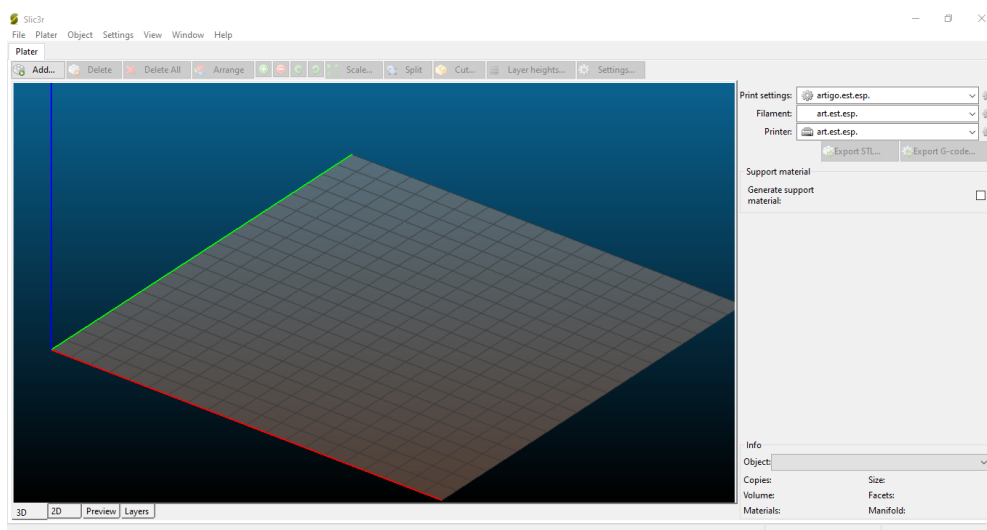 Slic3r
File Plater Object Settings View Window Help
Plater
Add... Delete Delete All Arrange Scale... Split Cut... Layer heights... Settings...
Print settings: artigo.est.esp.
Filament: art.est.esp.
Printer: art.est.esp.
Export STL... Export G-code...
Support material
Generate support
material:
Info
Object:
Copies: Size:
Volume: Facets:
Materials: Manifold:
3D 2D Preview Layers